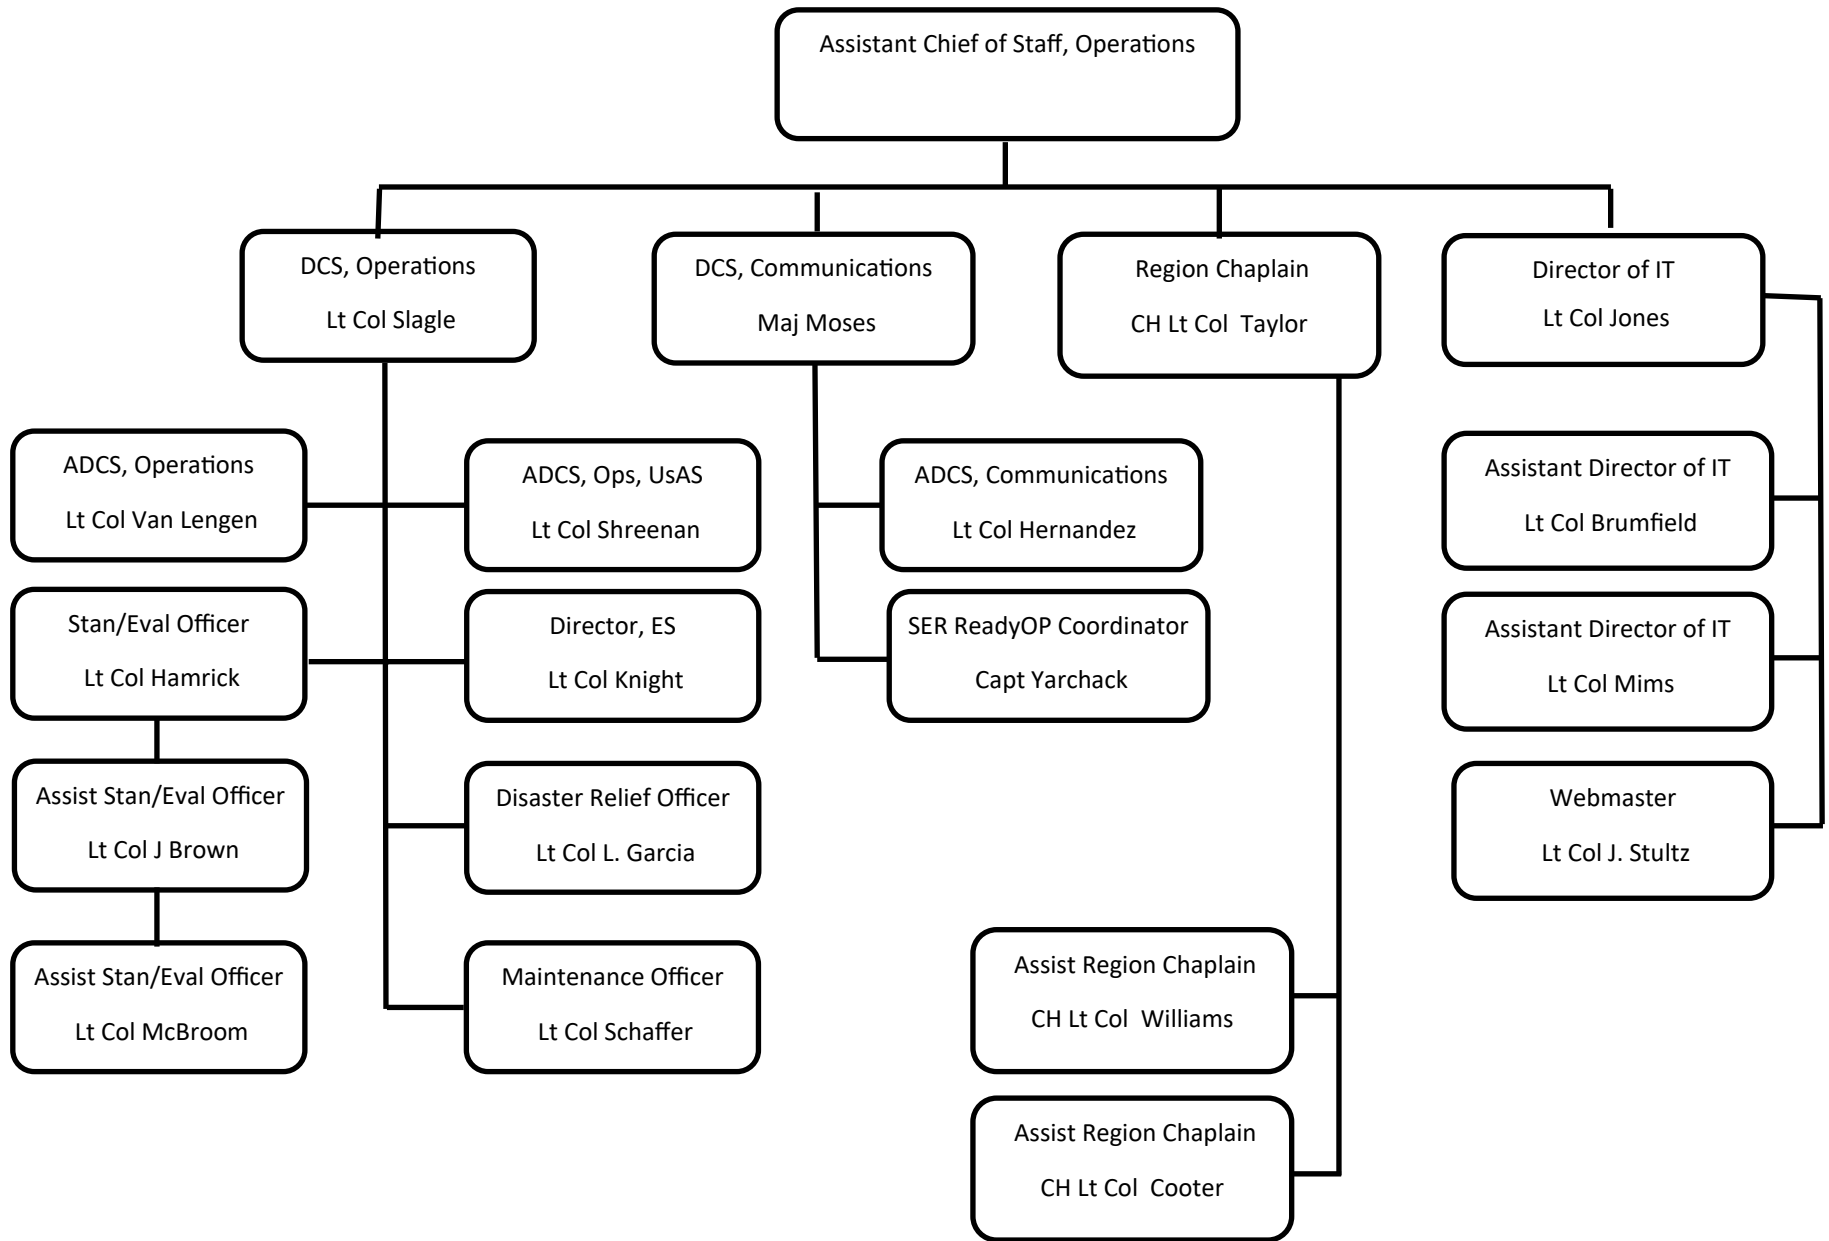 Assistant Chief of Staff, Operations
DCS, Operations
Lt Col Slagle
DCS, Communications
Maj Moses
Region Chaplain
CH Lt Col  Taylor
Director of IT
Lt Col Jones
ADCS, Operations
Lt Col Van Lengen
ADCS, Ops, UsAS
Lt Col Shreenan
ADCS, Communications
Lt Col Hernandez
Assistant Director of IT
Lt Col Brumfield
Stan/Eval Officer
Lt Col Hamrick
Director, ES
Lt Col Knight
SER ReadyOP Coordinator
Capt Yarchack
Assistant Director of IT
Lt Col Mims
Assist Stan/Eval Officer
Lt Col J Brown
Disaster Relief Officer
Lt Col L. Garcia
Webmaster
Lt Col J. Stultz
Assist Stan/Eval Officer
Lt Col McBroom
Maintenance Officer
Lt Col Schaffer
Assist Region Chaplain
CH Lt Col  Williams
Assist Region Chaplain
CH Lt Col  Cooter